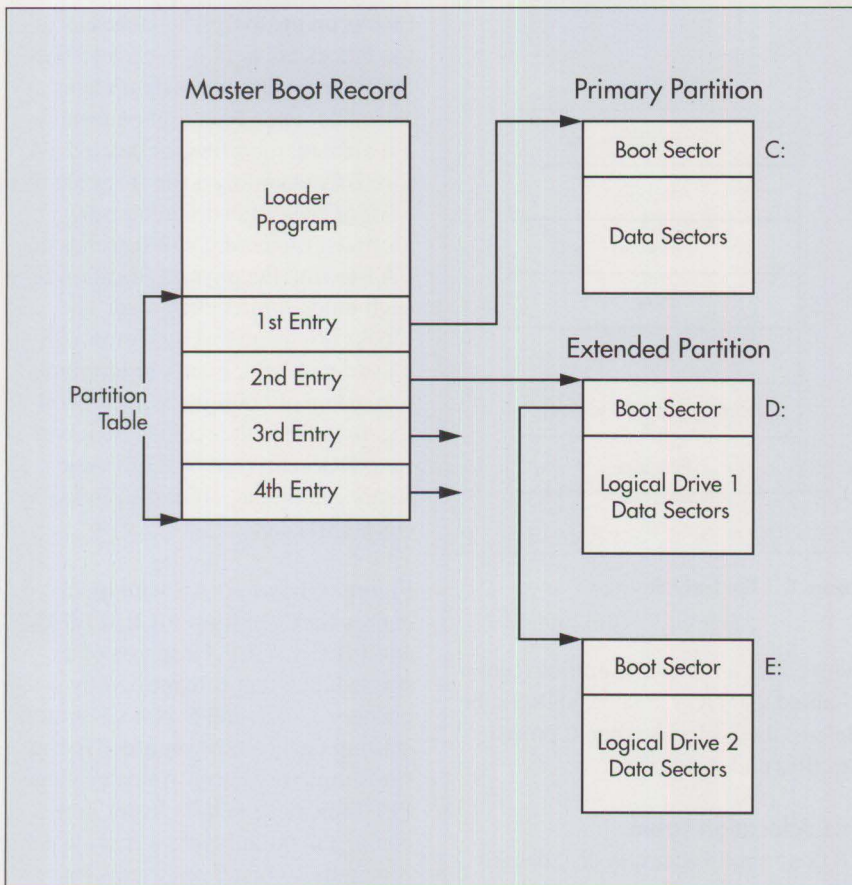 Master Boot Record
Loader
Program
Partition
Table
1st Entry
2nd Entry
3rd Entry
4th Entry
Primary Partition
Boot Sector
C:
Data Sectors
Extended Partition
Boot Sector
D:
Logical Drive 1
Data Sectors
Boot Sector
E:
Logical Drive 2
Data Sectors